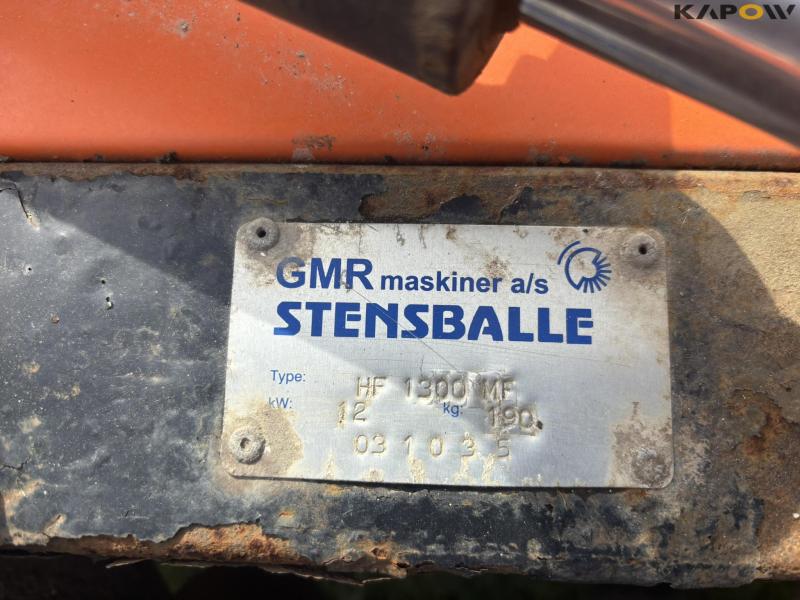 KAPOW
GMR maskiner a/s
STENSBALLE
Type: HF 1300 MF
kW: 12 kg: 190
031035